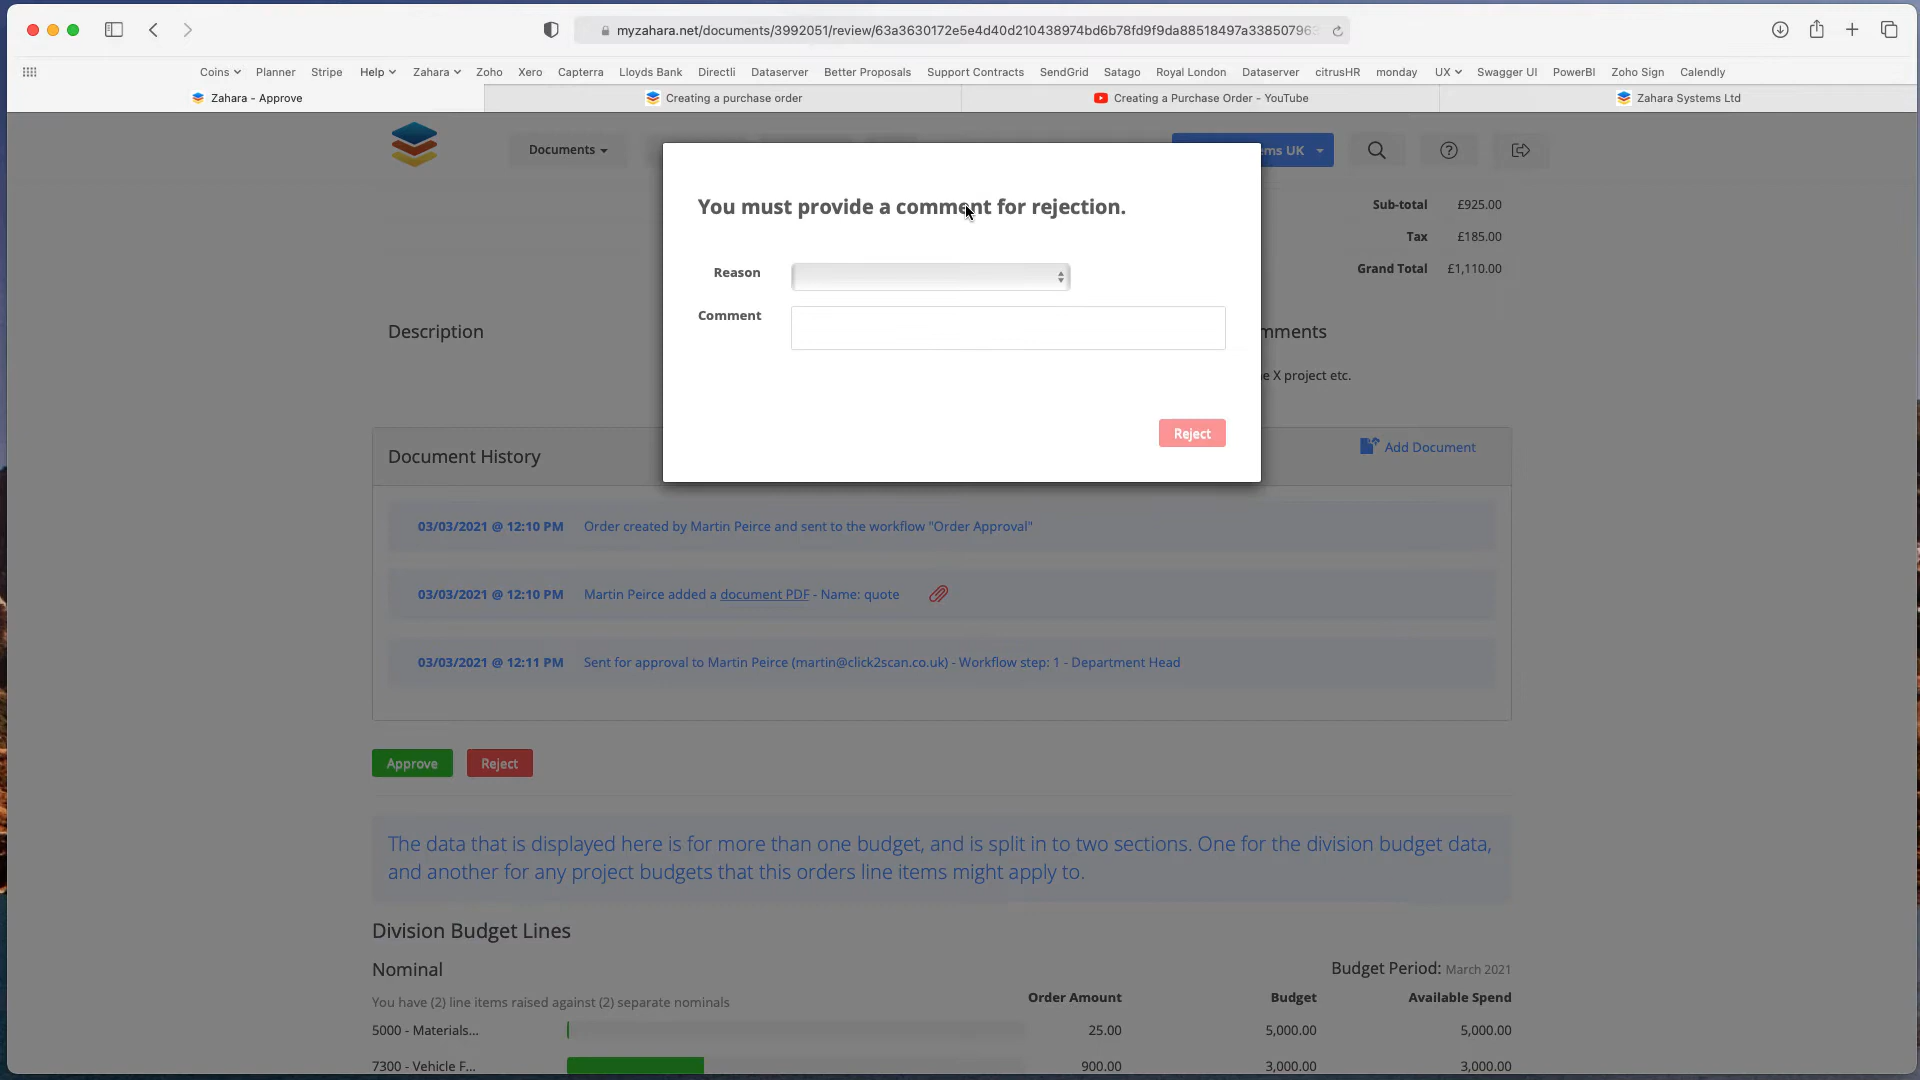 myzahara.net/documents/3992051/review/63a3630172e5e4d40d210438974bd6b78fd9f9da88518497a338507963
Coins Planner Stripe Help Zahara Zoho Xero Capterra Lloyds Bank Directli Dataserver Better Proposals Support Contracts SendGrid Satago Royal London Dataserver citrusHR monday UX Swagger UI PowerBI Zoho Sign Calendly
Zahara - Approve Creating a purchase order Creating a Purchase Order - YouTube Zahara Systems Ltd
Documents ems UK
You must provide a comment for rejection.
Sub-total £925.00
Tax £185.00
Grand Total £1,110.00
Reason
Comment
Description mments
e X project etc.
Reject
Document History Add Document
03/03/2021 @ 12:10 PM Order created by Martin Peirce and sent to the workflow "Order Approval"
03/03/2021 @ 12:10 PM Martin Peirce added a document PDF - Name: quote
03/03/2021 @ 12:11 PM Sent for approval to Martin Peirce (martin@click2scan.co.uk) - Workflow step: 1 - Department Head
Approve Reject
The data that is displayed here is for more than one budget, and is split in to two sections. One for the division budget data,
and another for any project budgets that this orders line items might apply to.
Division Budget Lines
Nominal Budget Period: March 2021
You have (2) line items raised against (2) separate nominals Order Amount Budget Available Spend
5000 - Materials... 25.00 5,000.00 5,000.00
7300 - Vehicle F... 900.00 3,000.00 3,000.00